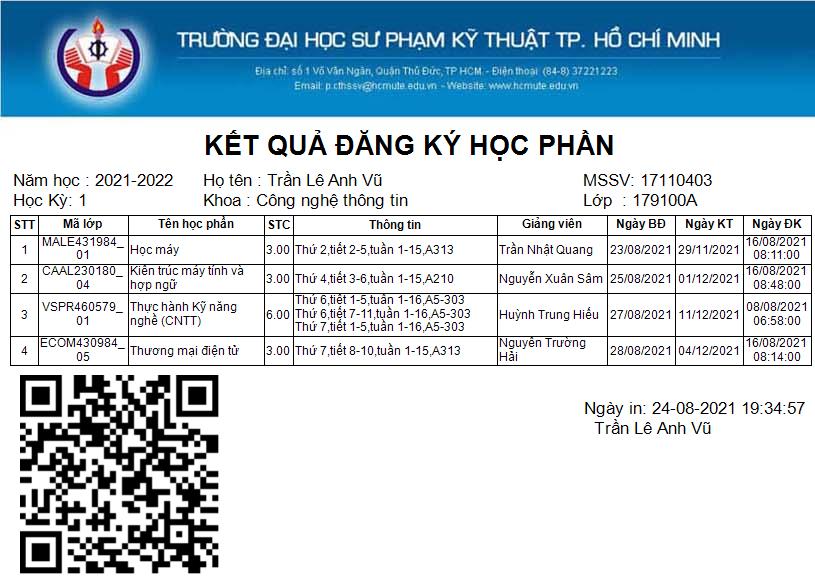 TRƯỜNG ĐẠI HỌC SƯ PHẠM KỸ THUẬT TP. HỒ CHÍ MINH
Địa chỉ: số 1 Võ Văn Ngân, Quận Thủ Đức, TP HCM. - Điện thoại: (84-8) 37221223
Email: p.cthssv@hcmute.edu.vn - Website: www.hcmute.edu.vn
KẾT QUẢ ĐĂNG KÝ HỌC PHẦN
Năm học : 2021-2022 Họ tên : Trần Lê Anh Vũ MSSV: 17110403
Học Kỳ: 1 Khoa : Công nghệ thông tin Lớp : 179100A
STT Mã lớp Tên học phần STC Thông tin Giảng viên Ngày BĐ Ngày KT Ngày ĐK
1 MALE431984_01 Học máy 3.00 Thứ 2,tiết 2-5,tuần 1-15,A313 Trần Nhật Quang 23/08/2021 29/11/2021 16/08/2021 08:11:00
2 CAAL230180_04 Kiến trúc máy tính và hợp ngữ 3.00 Thứ 4,tiết 3-6,tuần 1-15,A210 Nguyễn Xuân Sâm 25/08/2021 01/12/2021 16/08/2021 08:48:00
3 VSPR460579_01 Thực hành Kỹ năng nghề (CNTT) 6.00 Thứ 6,tiết 1-5,tuần 1-16,A5-303
Thứ 6,tiết 7-11,tuần 1-16,A5-303
Thứ 7,tiết 1-5,tuần 1-16,A5-303 Huỳnh Trung Hiếu 27/08/2021 11/12/2021 08/08/2021 06:58:00
4 ECOM430984_05 Thương mại điện tử 3.00 Thứ 7,tiết 8-10,tuần 1-15,A313 Nguyễn Trường Hải 28/08/2021 04/12/2021 16/08/2021 08:14:00
Ngày in: 24-08-2021 19:34:57
Trần Lê Anh Vũ